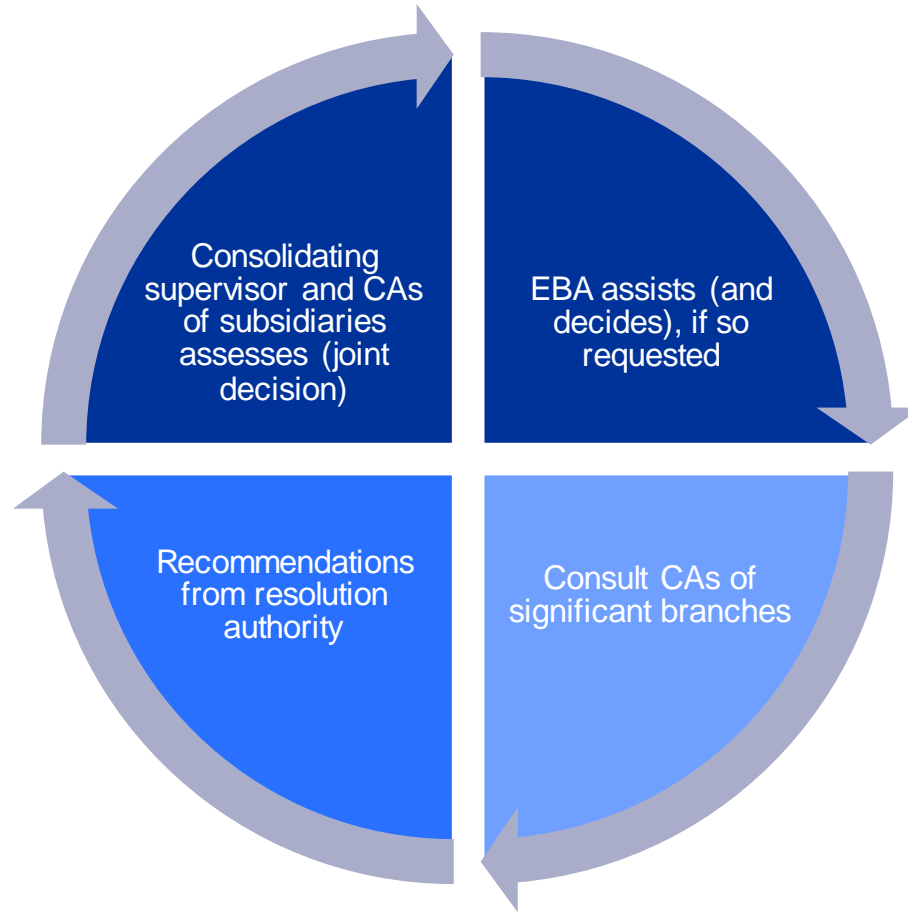 Consolidating
supervisor and CAs
of subsidiaries
assesses (joint
decision)
EBA assists (and
decides), if so
requested
Recommendations
from resolution
authority
Consult CAs of
significant branches